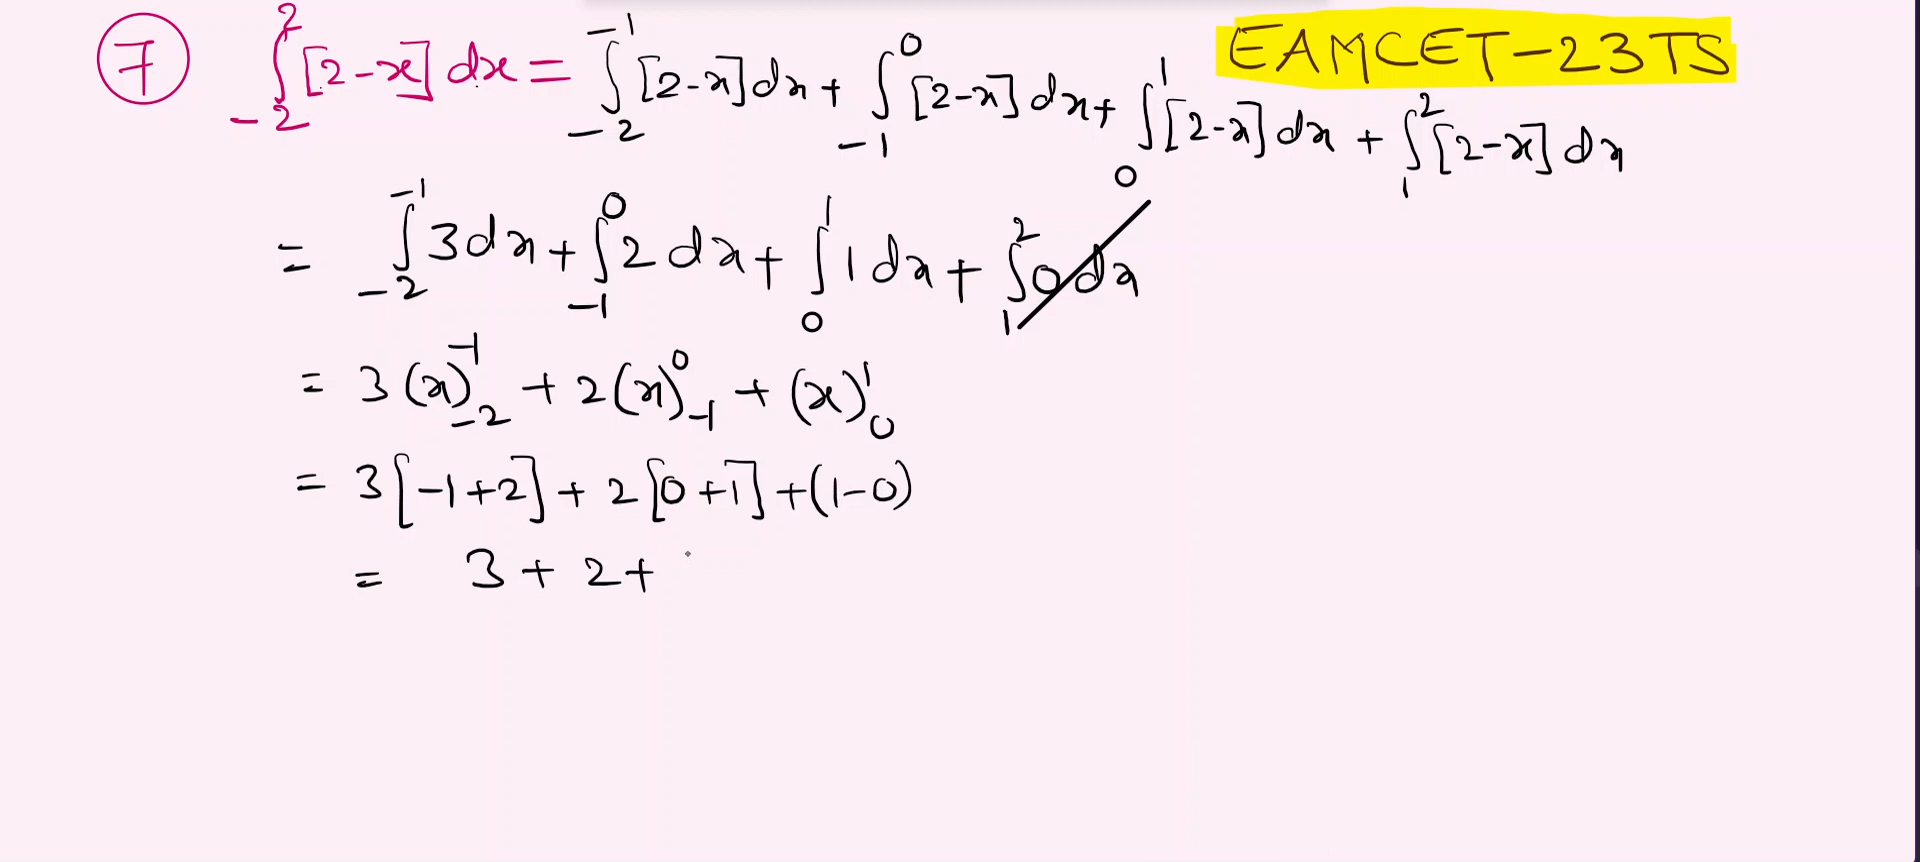 ⑦ ∫_{-2}^{2} [2-x] dx = ∫_{-2}^{-1} [2-x] dx + ∫_{-1}^{0} [2-x] dx + ∫_{0}^{1} [2-x] dx + ∫_{1}^{2} [2-x] dx
EAMCET-23TS
= ∫_{-2}^{-1} 3 dx + ∫_{-1}^{0} 2 dx + ∫_{0}^{1} 1 dx + ∫_{1}^{2} 0 dx
= 3 (x)_{-2}^{-1} + 2 (x)_{-1}^{0} + (x)_{0}^{1}
= 3 [-1+2] + 2 [0+1] + (1-0)
= 3 + 2 +